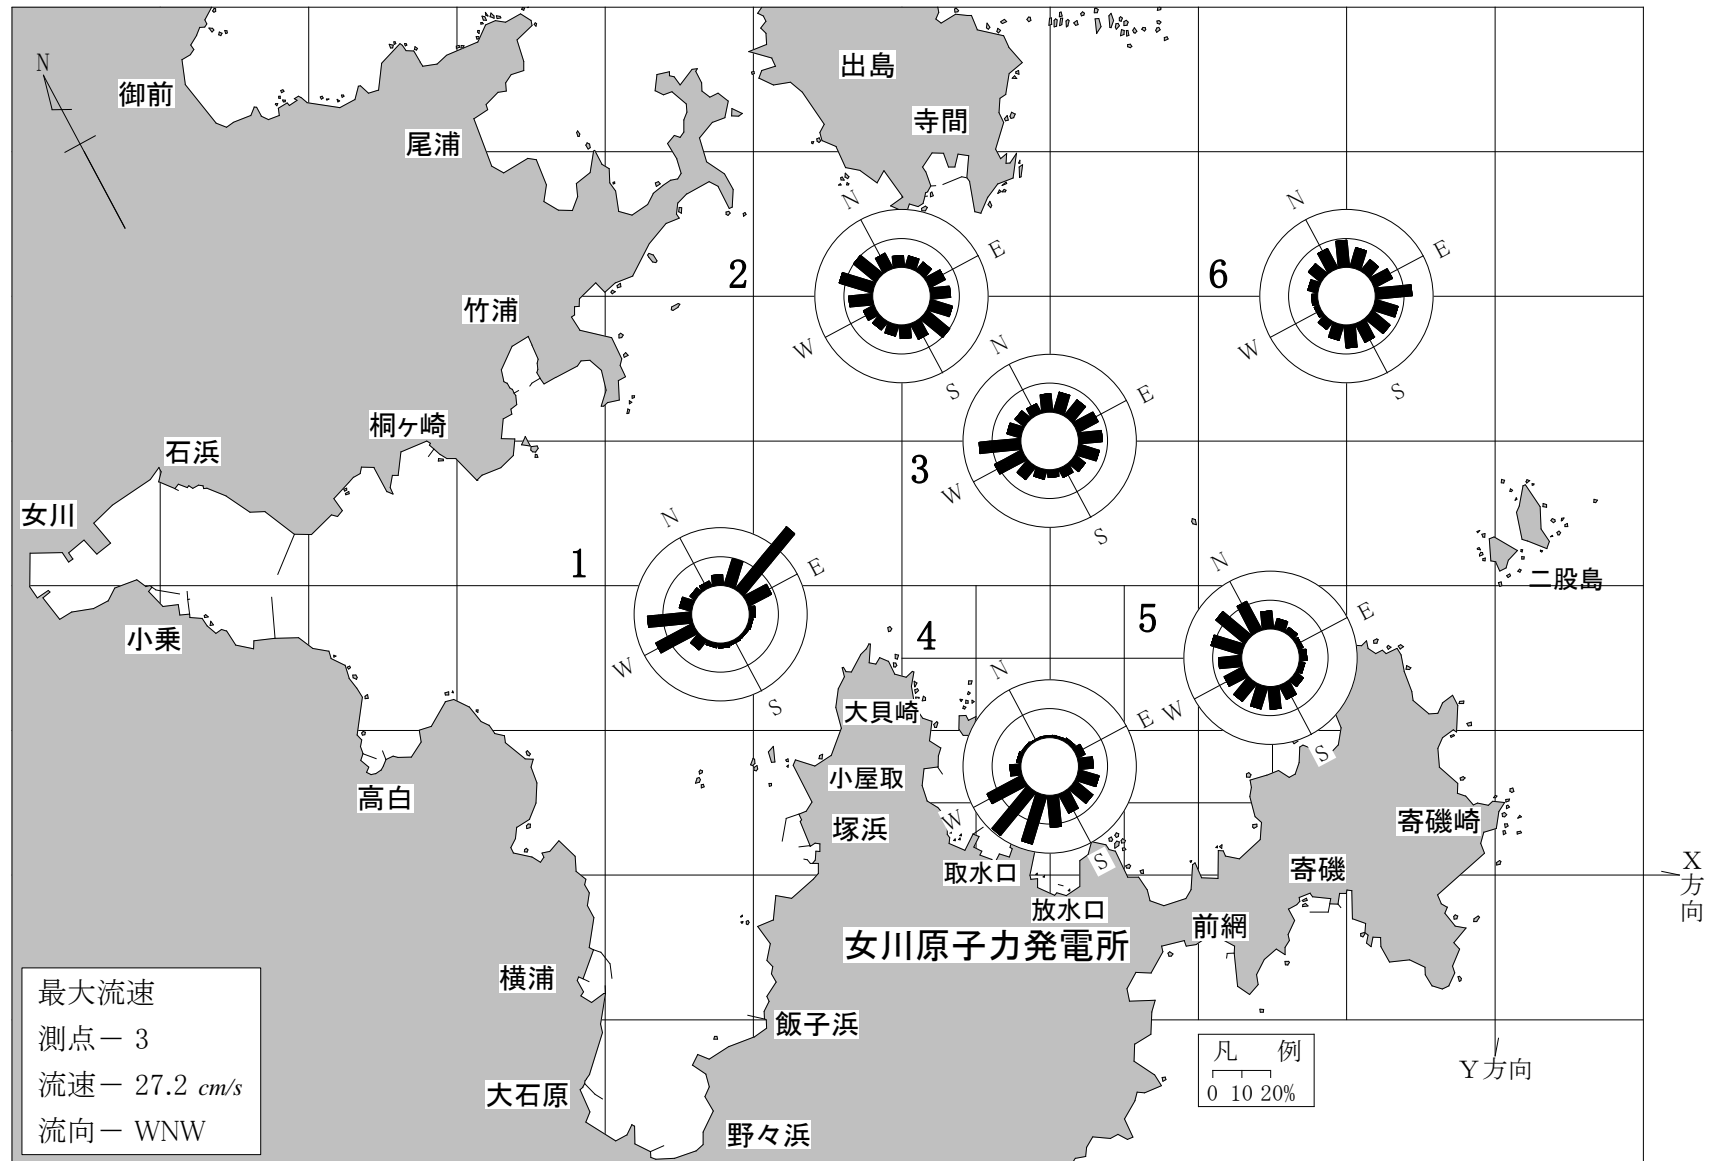 N
御前
尾浦
出島
寺間
N
E
W
S
2
N
E
W
S
6
竹浦
N
E
W
S
3
桐ヶ崎
石浜
女川
小乗
N
E
W
S
1
二股島
N
E
W
S
5
4
N
E
W
S
大貝崎
小屋取
塚浜
高白
取水口
放水口
女川原子力発電所
寄磯崎
寄磯
前網
X方向
横浦
飯子浜
大石原
野々浜
Y方向
最大流速
測点－ 3
流速－ 27.2 cm/s
流向－ WNW
凡 例
0 10 20%